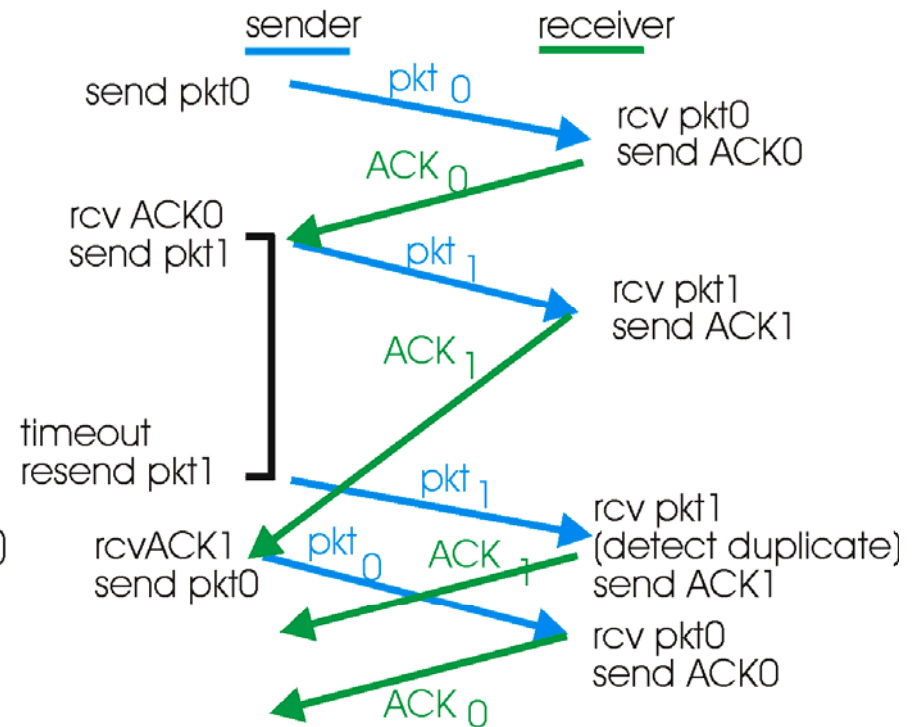 sender
receiver
send pkt0
pkt 0
rcv pkt0
send ACK0
ACK 0
rcv ACK0
send pkt1
pkt 1
rcv pkt1
send ACK1
ACK 1
timeout
resend pkt1
pkt 1
rcv pkt1
(detect duplicate)
send ACK1
rcvACK1
send pkt0
pkt 0
ACK 1
rcv pkt0
send ACK0
ACK 0